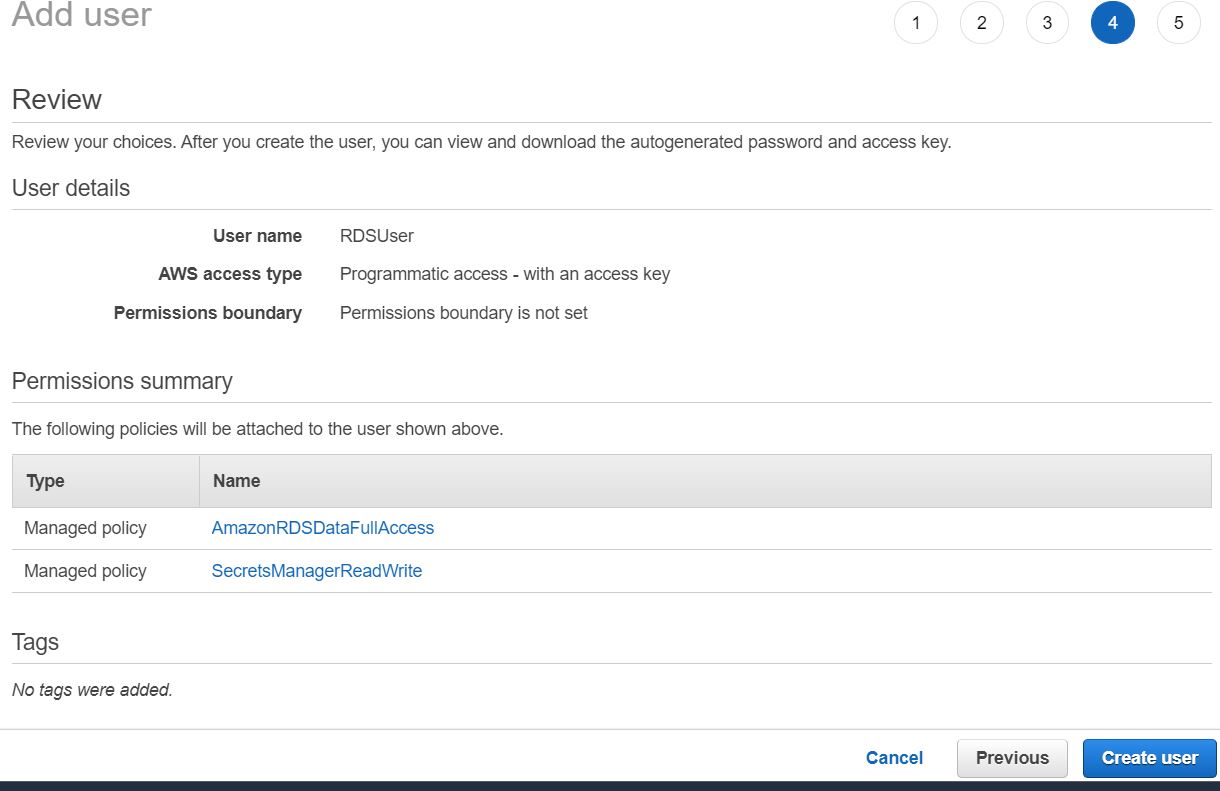 Add user
1 2 3 4 5
Review
Review your choices. After you create the user, you can view and download the autogenerated password and access key.
User details
User name RDSUser
AWS access type Programmatic access - with an access key
Permissions boundary Permissions boundary is not set
Permissions summary
The following policies will be attached to the user shown above.
Type Name
Managed policy AmazonRDSDataFullAccess
Managed policy SecretsManagerReadWrite
Tags
No tags were added.
Cancel Previous Create user